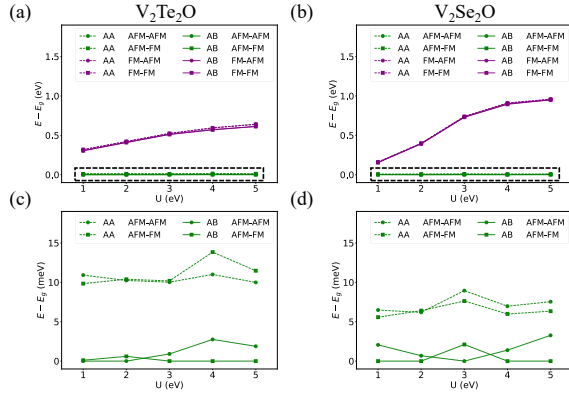 V₂Te₂O
V₂Se₂O
(a)
AA AFM-AFM AB AFM-AFM
AA AFM-FM AB AFM-FM
AA FM-AFM AB FM-AFM
AA FM-FM AB FM-FM
E − E_g (eV)
1.5
1.0
0.5
0.0
1 2 3 4 5
U (eV)
(b)
AA AFM-AFM AB AFM-AFM
AA AFM-FM AB AFM-FM
AA FM-AFM AB FM-AFM
AA FM-FM AB FM-FM
E − E_g (eV)
1.5
1.0
0.5
0.0
1 2 3 4 5
U (eV)
(c)
AA AFM-AFM AB AFM-AFM
AA AFM-FM AB AFM-FM
E − E_g (meV)
15
10
5
0
1 2 3 4 5
U (eV)
(d)
AA AFM-AFM AB AFM-AFM
AA AFM-FM AB AFM-FM
E − E_g (meV)
15
10
5
0
1 2 3 4 5
U (eV)